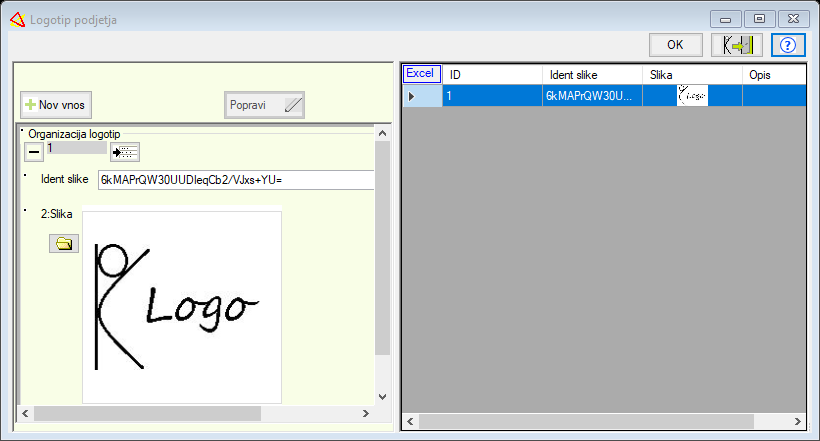 Logotip podjetja
OK
Nov vnos
Popravi
Organizacija logotip
1
Ident slike
6kMAPrQW30UUDleqCb2/VJxs+YU=
2:Slika
Logo
Excel
ID
Ident slike
Slika
Opis
1
6kMAPrQW30U...
Logo